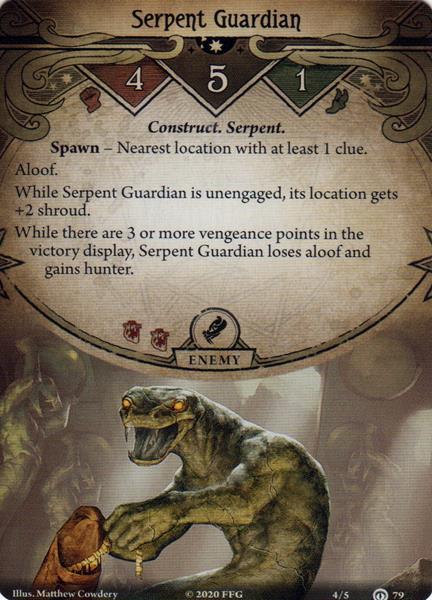 Serpent Guardian
4 5 1
Construct. Serpent.
Spawn – Nearest location with at least 1 clue.
Aloof.
While Serpent Guardian is unengaged, its location gets
+2 shroud.
While there are 3 or more vengeance points in the
victory display, Serpent Guardian loses aloof and
gains hunter.
ENEMY
Illus. Matthew Cowdery © 2020 FFG 4/5 79